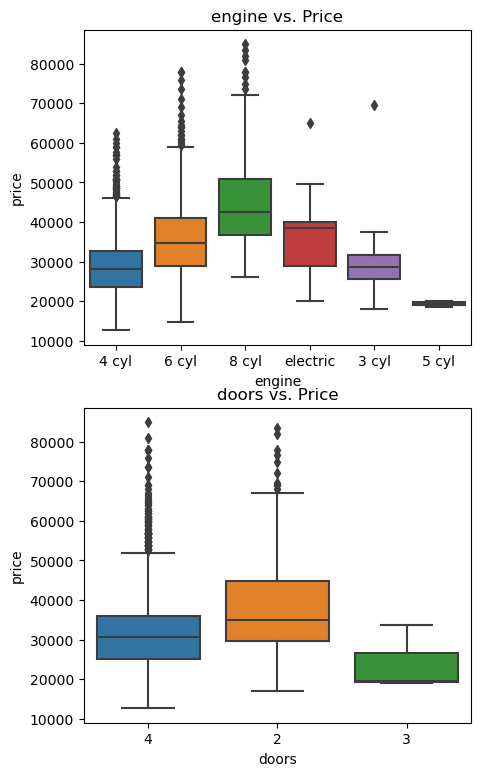 engine vs. Price
80000
70000
60000
50000
40000
30000
20000
10000
price
4 cyl 6 cyl 8 cyl electric 3 cyl 5 cyl
engine
doors vs. Price
80000
70000
60000
50000
40000
30000
20000
10000
price
4 2 3
doors